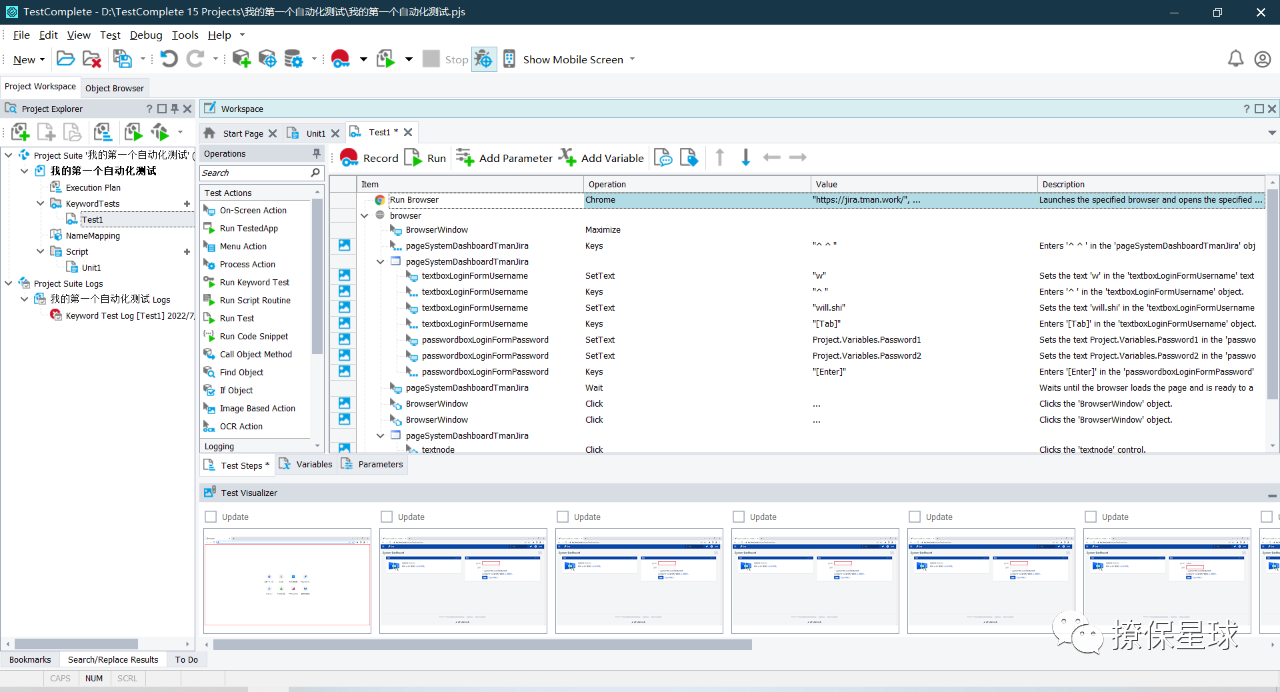 TestComplete - D:\TestComplete 15 Projects\我的第一个自动化测试\我的第一个自动化测试.pjs
File Edit View Test Debug Tools Help
New Stop Show Mobile Screen
Project Workspace Object Browser
Project Explorer ?
Workspace ?
Start Page Unit1 Test1 *
Project Suite '我的第一个自动化测试' (
我的第一个自动化测试
Execution Plan
KeywordTests
Test1
NameMapping
Script
Unit1
Project Suite Logs
我的第一个自动化测试 Logs
Keyword Test Log [Test1] 2022/7/
Operations
Search
Test Actions
On-Screen Action
Run TestedApp
Menu Action
Process Action
Run Keyword Test
Run Script Routine
Run Test
Run Code Snippet
Call Object Method
Find Object
If Object
Image Based Action
OCR Action
Logging
Record Run Add Parameter Add Variable
Item Operation Value Description
Run Browser Chrome "https://jira.tman.work/", ... Launches the specified browser and opens the specified ...
browser
BrowserWindow Maximize
pageSystemDashboardTmanJira Keys "^ ^ " Enters '^ ^ ' in the 'pageSystemDashboardTmanJira' obj
pageSystemDashboardTmanJira
textboxLoginFormUsername SetText "w" Sets the text 'w' in the 'textboxLoginFormUsername' text
textboxLoginFormUsername Keys "^ " Enters '^ ' in the 'textboxLoginFormUsername' object.
textboxLoginFormUsername SetText "will.shi" Sets the text 'will.shi' in the 'textboxLoginFormUsername
textboxLoginFormUsername Keys "[Tab]" Enters '[Tab]' in the 'textboxLoginFormUsername' object.
passwordboxLoginFormPassword SetText Project.Variables.Password1 Sets the text Project.Variables.Password1 in the 'passwo
passwordboxLoginFormPassword SetText Project.Variables.Password2 Sets the text Project.Variables.Password2 in the 'passwo
passwordboxLoginFormPassword Keys "[Enter]" Enters '[Enter]' in the 'passwordboxLoginFormPassword'
pageSystemDashboardTmanJira Wait Waits until the browser loads the page and is ready to a
BrowserWindow Click ... Clicks the 'BrowserWindow' object.
BrowserWindow Click ... Clicks the 'BrowserWindow' object.
pageSystemDashboardTmanJira
textnode Click Clicks the 'textnode' control.
Test Steps * Variables Parameters
Test Visualizer
Update Update Update Update Update Update
撩保星球
Bookmarks Search/Replace Results To Do
CAPS NUM SCRL